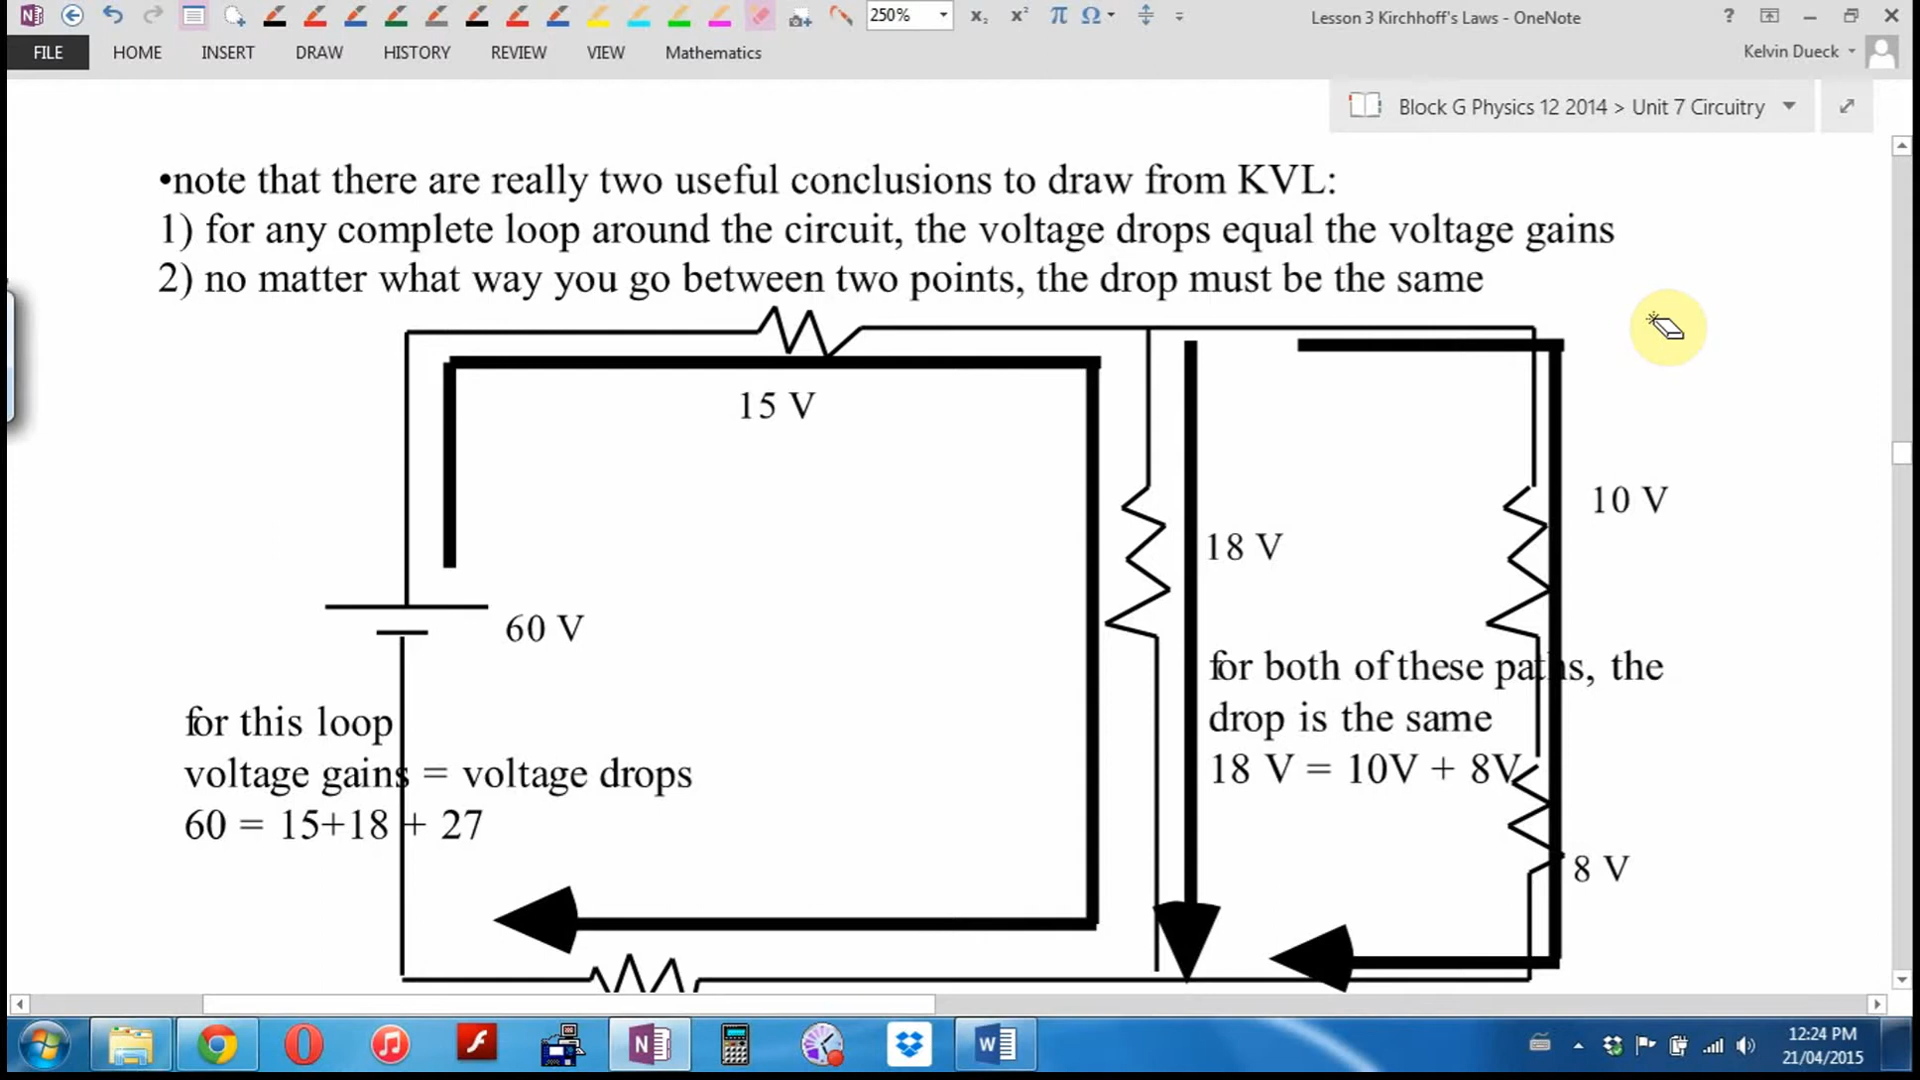 250%
x₂ x² π Ω
Lesson 3 Kirchhoff's Laws - OneNote
?
FILE HOME INSERT DRAW HISTORY REVIEW VIEW Mathematics
Kelvin Dueck
Block G Physics 12 2014 > Unit 7 Circuitry
•note that there are really two useful conclusions to draw from KVL:
1) for any complete loop around the circuit, the voltage drops equal the voltage gains
2) no matter what way you go between two points, the drop must be the same
15 V
10 V
18 V
60 V
for both of these paths, the
drop is the same
18 V = 10V + 8V
for this loop
voltage gains = voltage drops
60 = 15+18 + 27
8 V
12:24 PM
21/04/2015